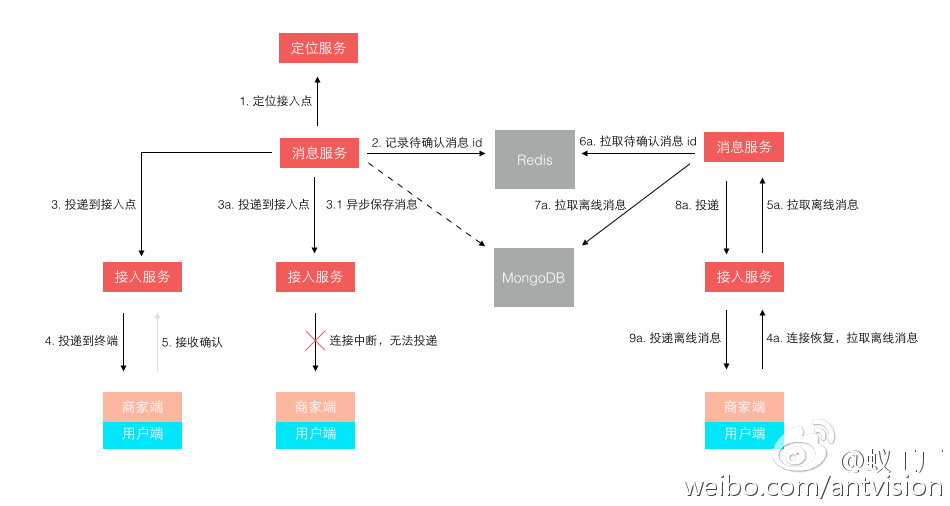 定位服务
1. 定位接入点
消息服务
2. 记录待确认消息 id
Redis
6a. 拉取待确认消息 id
消息服务
3. 投递到接入点
3a. 投递到接入点
3.1 异步保存消息
7a. 拉取离线消息
8a. 投递
5a. 拉取离线消息
接入服务
接入服务
MongoDB
接入服务
4. 投递到终端
5. 接收确认
连接中断，无法投递
9a. 投递离线消息
4a. 连接恢复，拉取离线消息
商家端
用户端
商家端
用户端
商家端
用户端
@蚁
weibo.com/antvision